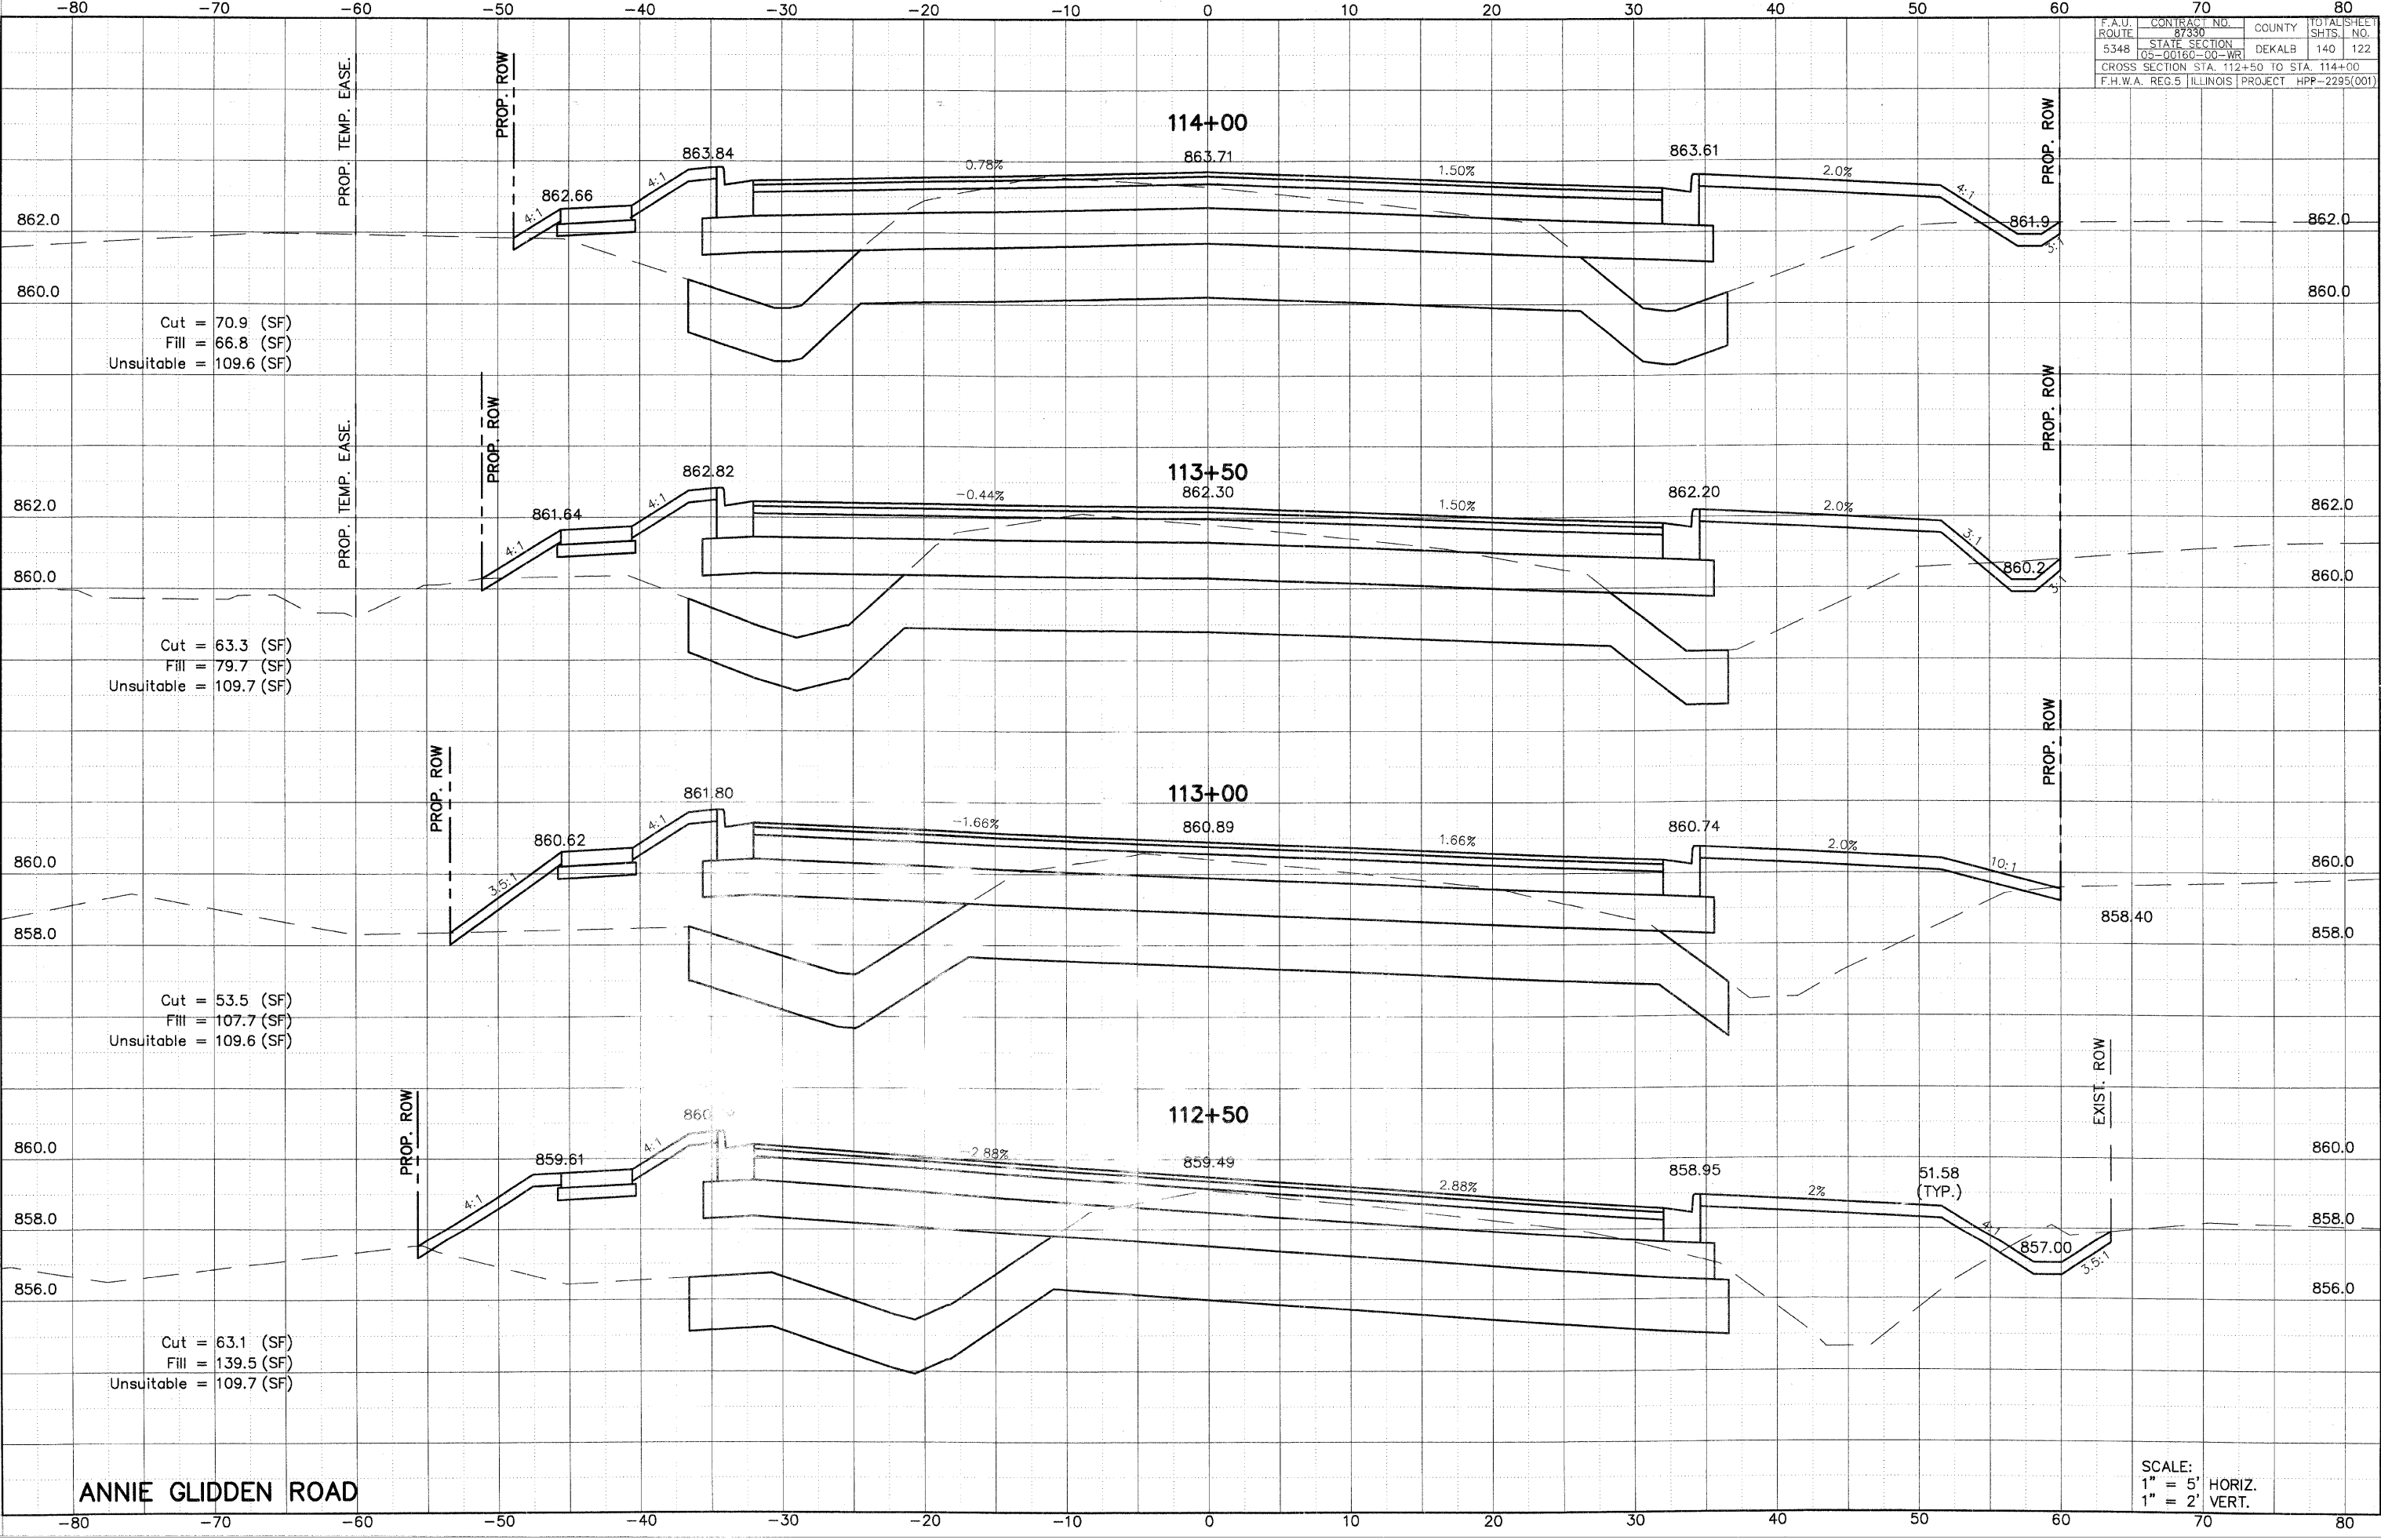 -80 -70 -60 -50 -40 -30 -20 -10 0 10 20 30 40 50 60 70 80
F.A.U. ROUTE CONTRACT NO. COUNTY TOTAL SHTS. SHEET NO.
87330
5348 STATE SECTION DEKALB 140 122
05-00160-00-WR
CROSS SECTION STA. 112+50 TO STA. 114+00
F.H.W.A. REG.5 ILLINOIS PROJECT HPP-2295(001)
PROP. TEMP. EASE.
PROP. ROW
PROP. ROW
114+00
863.84 0.78% 863.71 1.50% 863.61 2.0%
4:1 862.66 4:1 4:1
862.0 861.9 862.0
3:1
860.0 860.0
Cut = 70.9 (SF)
Fill = 66.8 (SF)
Unsuitable = 109.6 (SF)
PROP. TEMP. EASE.
PROP. ROW
PROP. ROW
113+50
862.82 -0.44% 862.30 1.50% 862.20 2.0%
4:1 861.64 4:1 3:1
862.0 862.0
860.0 860.2 860.0
3:1
Cut = 63.3 (SF)
Fill = 79.7 (SF)
Unsuitable = 109.7 (SF)
PROP. ROW
PROP. ROW
113+00
861.80 -1.66% 860.89 1.66% 860.74 2.0%
3.5:1 860.62 4:1 10:1
860.0 860.0
858.40
858.0 858.0
Cut = 53.5 (SF)
Fill = 107.7 (SF)
Unsuitable = 109.6 (SF)
PROP. ROW
EXIST. ROW
112+50
860.0 859.61 4:1 -2.88% 859.49 2.88% 858.95 2% 51.58 860.0
(TYP.)
4:1 4:1
858.0 858.0
857.00
3.5:1
856.0 856.0
Cut = 63.1 (SF)
Fill = 139.5 (SF)
Unsuitable = 109.7 (SF)
ANNIE GLIDDEN ROAD
SCALE:
1" = 5' HORIZ.
1" = 2' VERT.
-80 -70 -60 -50 -40 -30 -20 -10 0 10 20 30 40 50 60 70 80